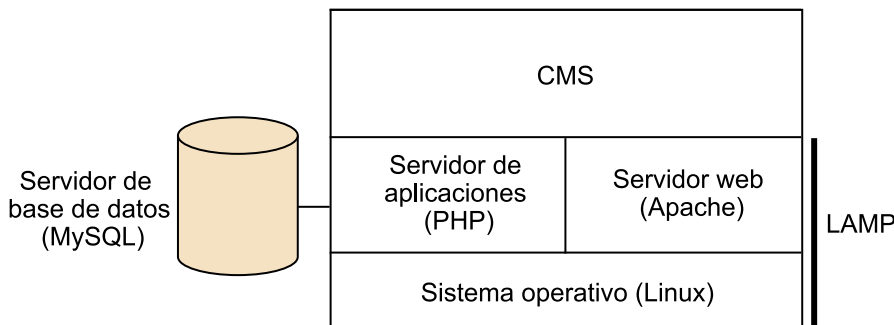 CMS
Servidor de
base de datos
(MySQL)
Servidor de
aplicaciones
(PHP)
Servidor web
(Apache)
LAMP
Sistema operativo (Linux)